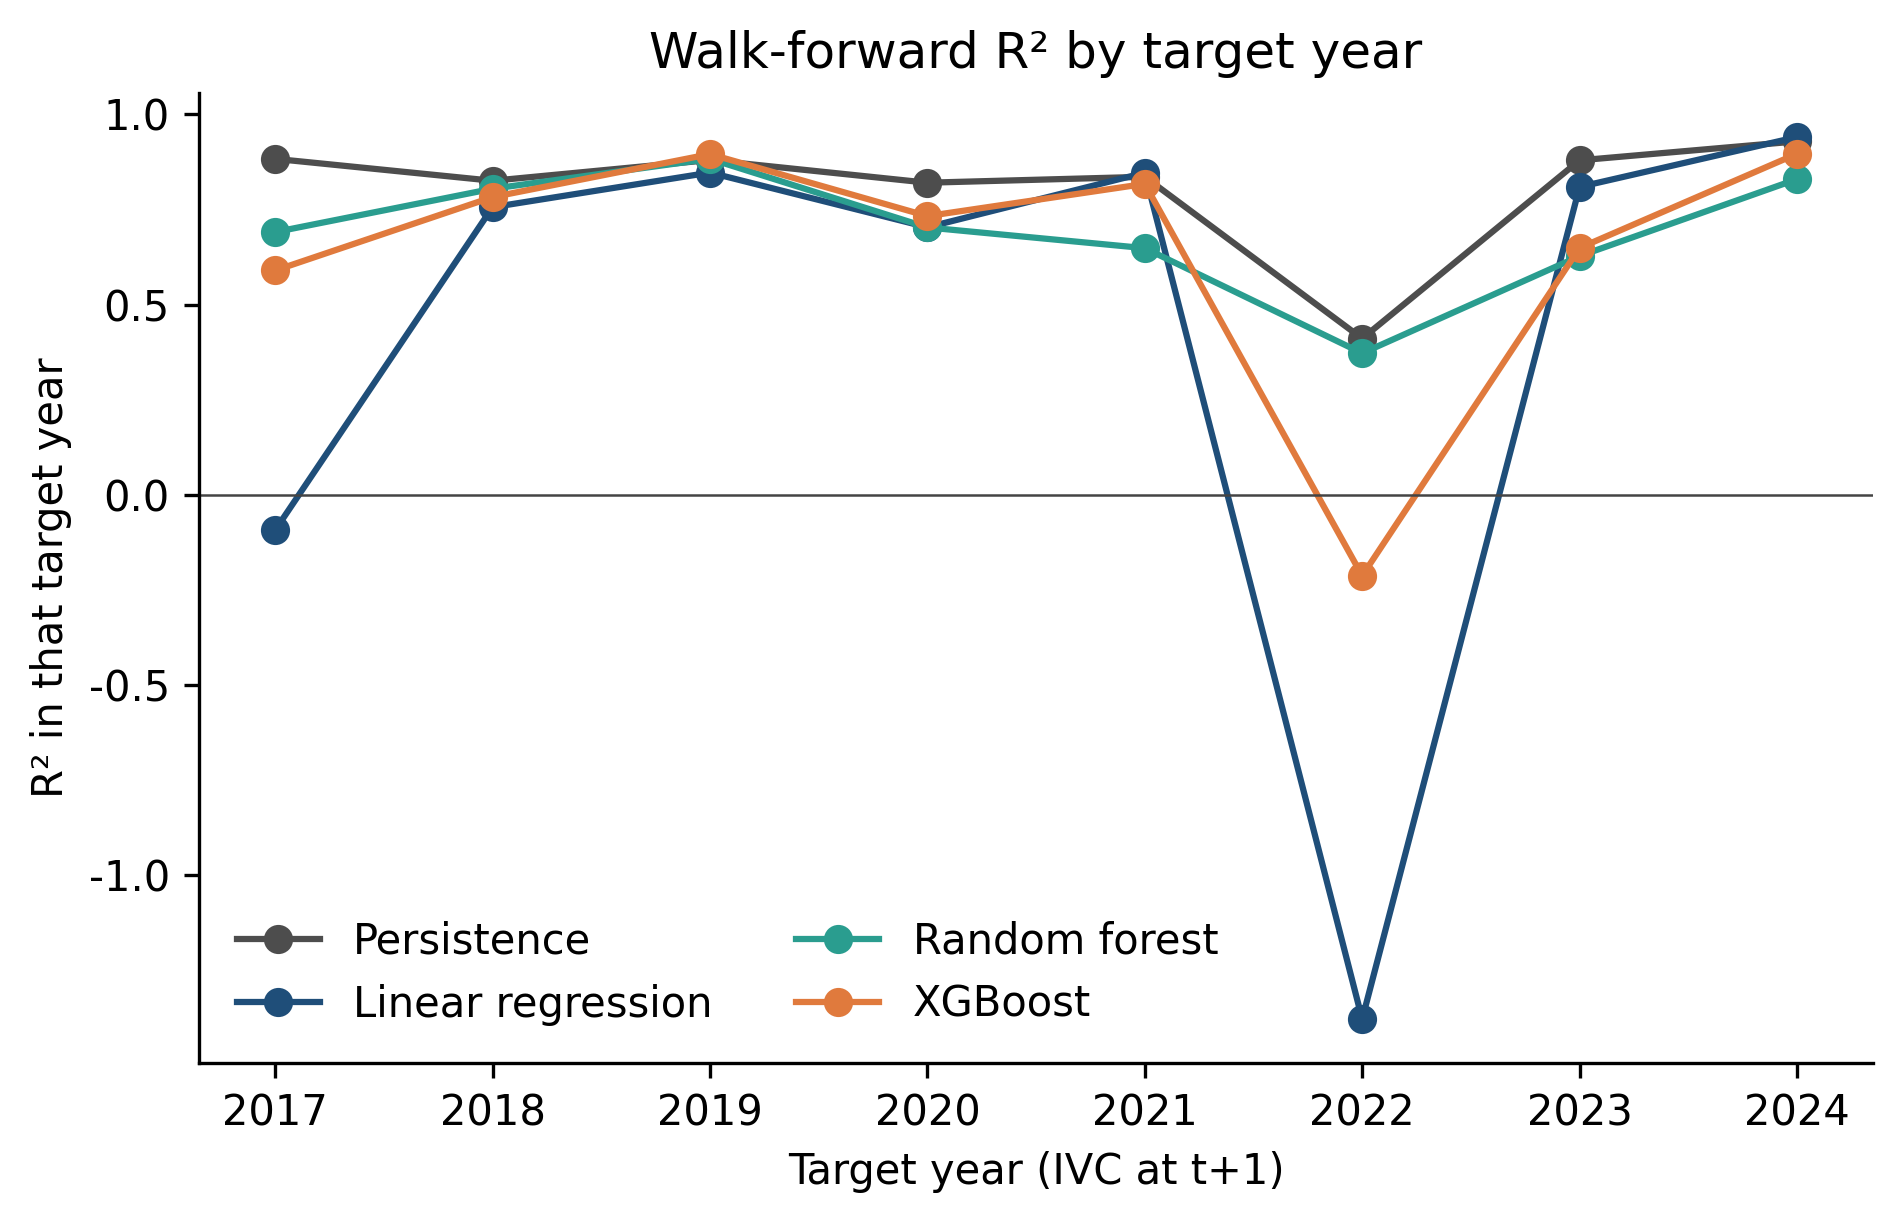 Walk-forward R² by target year
R² in that target year
1.0
0.5
0.0
-0.5
-1.0
Persistence
Linear regression
Random forest
XGBoost
2017 2018 2019 2020 2021 2022 2023 2024
Target year (IVC at t+1)